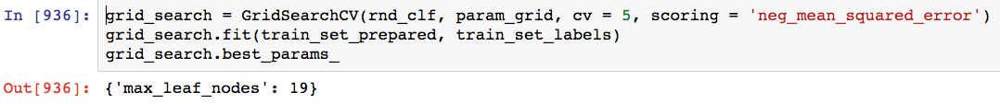 In [936]: grid_search = GridSearchCV(rnd_clf, param_grid, cv = 5, scoring = 'neg_mean_squared_error')
grid_search.fit(train_set_prepared, train_set_labels)
grid_search.best_params_
Out[936]: {'max_leaf_nodes': 19}